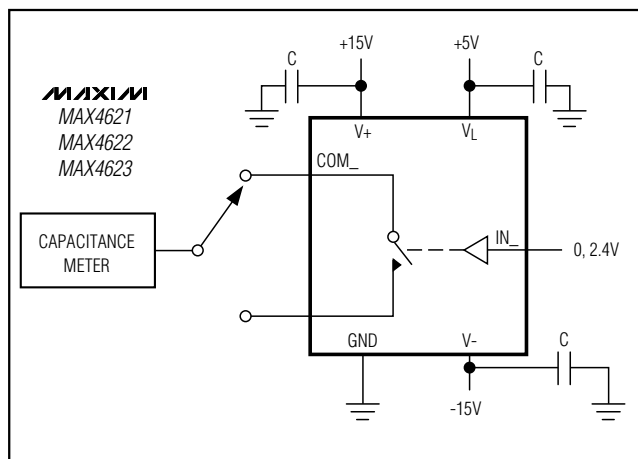 +15V
+5V
C
C
MAXIM
MAX4621
MAX4622
MAX4623
V+
VL
COM_
CAPACITANCE
METER
IN_
0, 2.4V
GND
V-
C
-15V